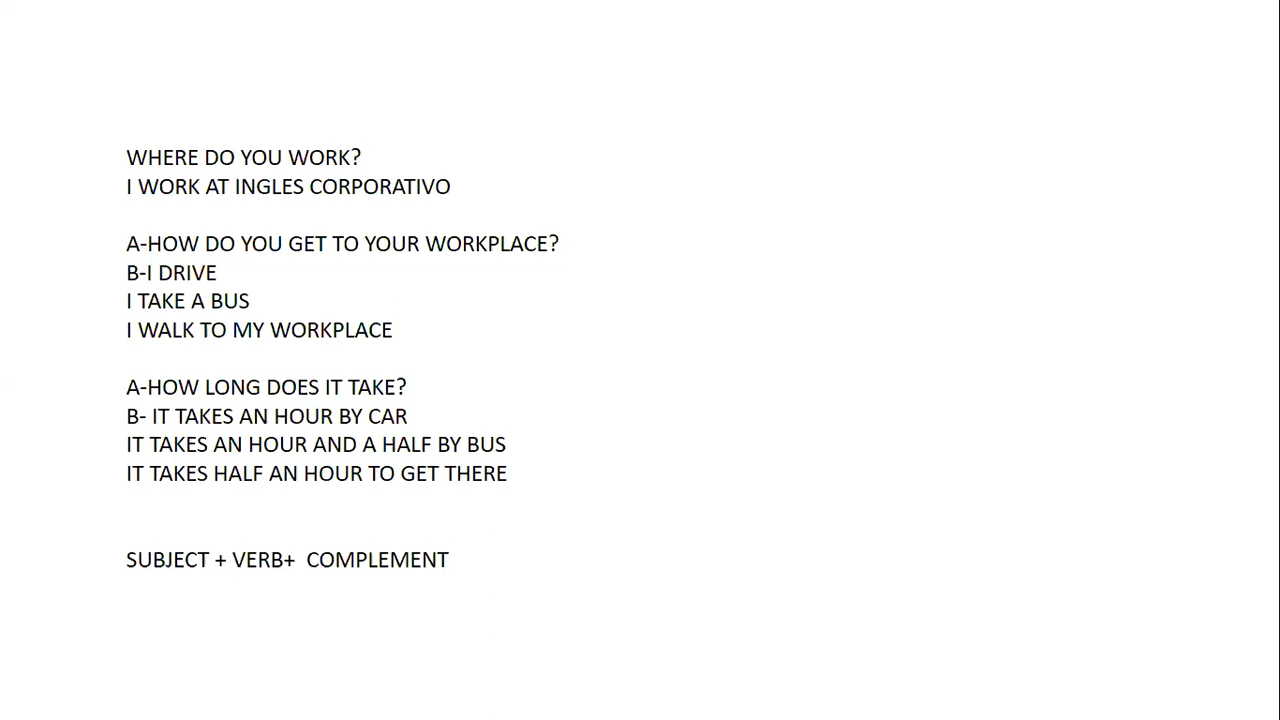 WHERE DO YOU WORK?
I WORK AT INGLES CORPORATIVO
A-HOW DO YOU GET TO YOUR WORKPLACE?
B-I DRIVE
I TAKE A BUS
I WALK TO MY WORKPLACE
A-HOW LONG DOES IT TAKE?
B- IT TAKES AN HOUR BY CAR
IT TAKES AN HOUR AND A HALF BY BUS
IT TAKES HALF AN HOUR TO GET THERE
SUBJECT + VERB+  COMPLEMENT